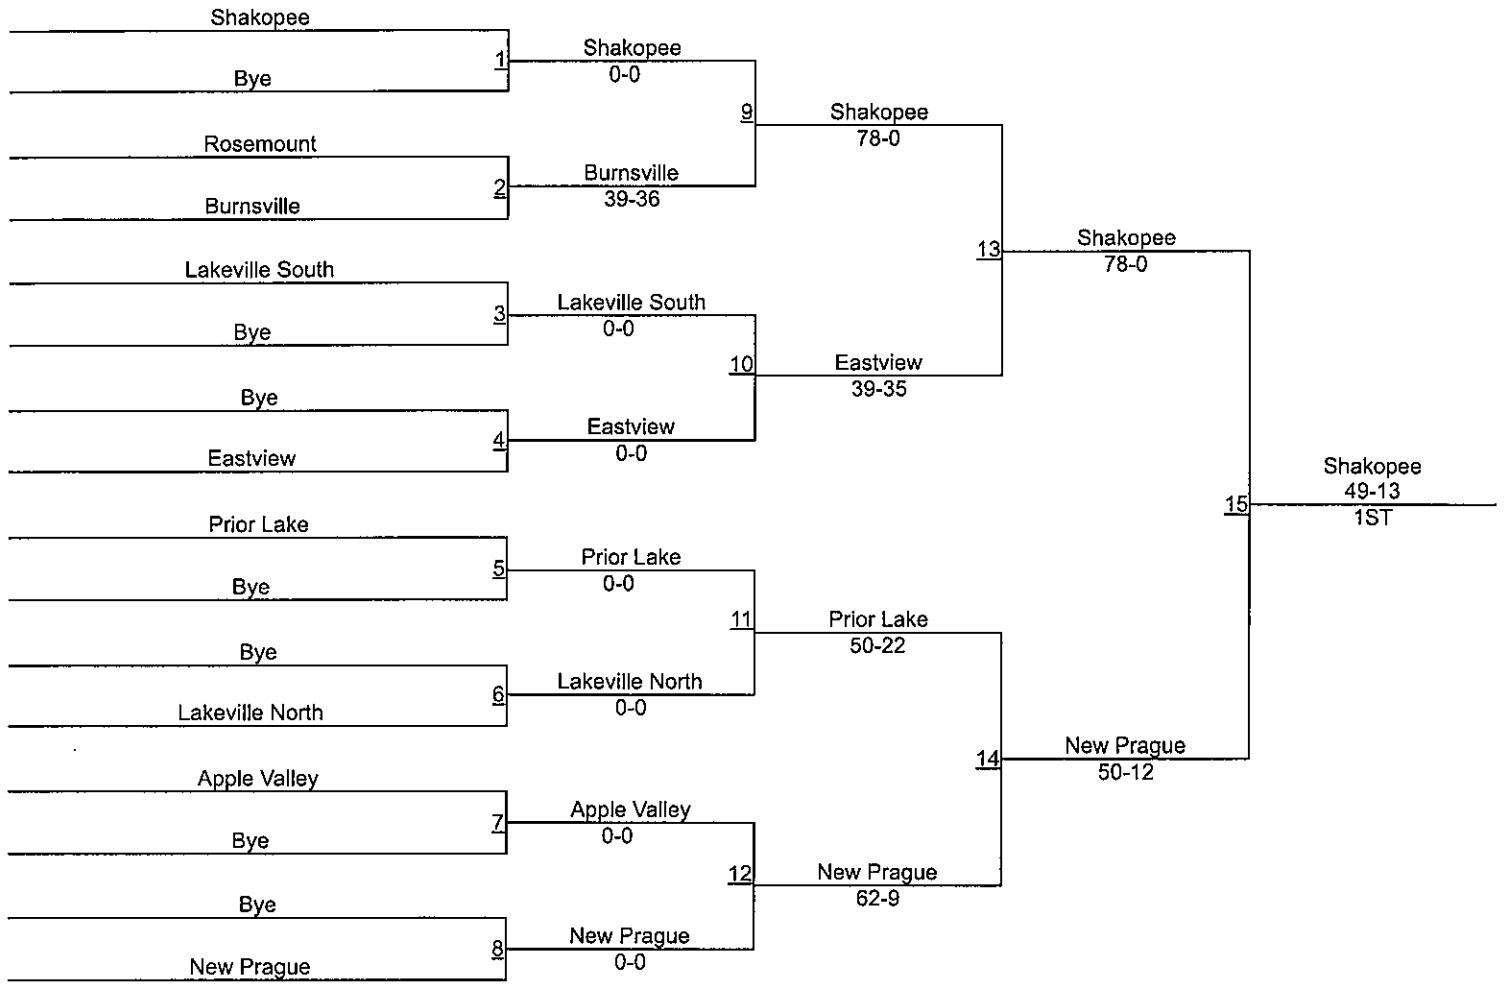 Shakopee
1
Bye
Shakopee
0-0
Rosemount
2
Burnsville
Burnsville
39-36
9
Shakopee
78-0
Lakeville South
3
Bye
Lakeville South
0-0
Bye
4
Eastview
Eastview
0-0
10
Eastview
39-35
13
Shakopee
78-0
Prior Lake
5
Bye
Prior Lake
0-0
Bye
6
Lakeville North
Lakeville North
0-0
11
Prior Lake
50-22
Apple Valley
7
Bye
Apple Valley
0-0
Bye
8
New Prague
New Prague
0-0
12
New Prague
62-9
14
New Prague
50-12
15
Shakopee
49-13
1ST